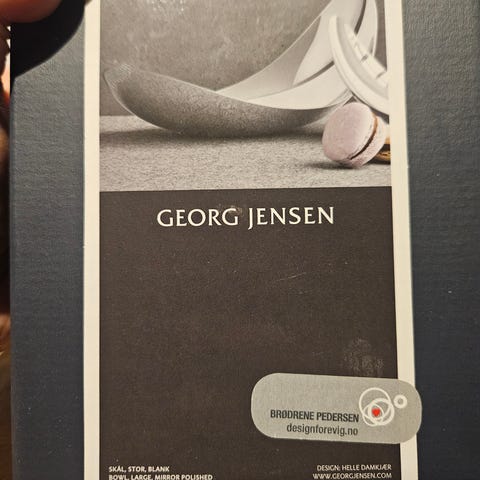 GEORG JENSEN
BRØDRENE PEDERSEN
designforevig.no
SKÅL, STOR, BLANK
BOWL, LARGE, MIRROR POLISHED
DESIGN: HELLE DAMKJÆR
WWW.GEORGJENSEN.COM